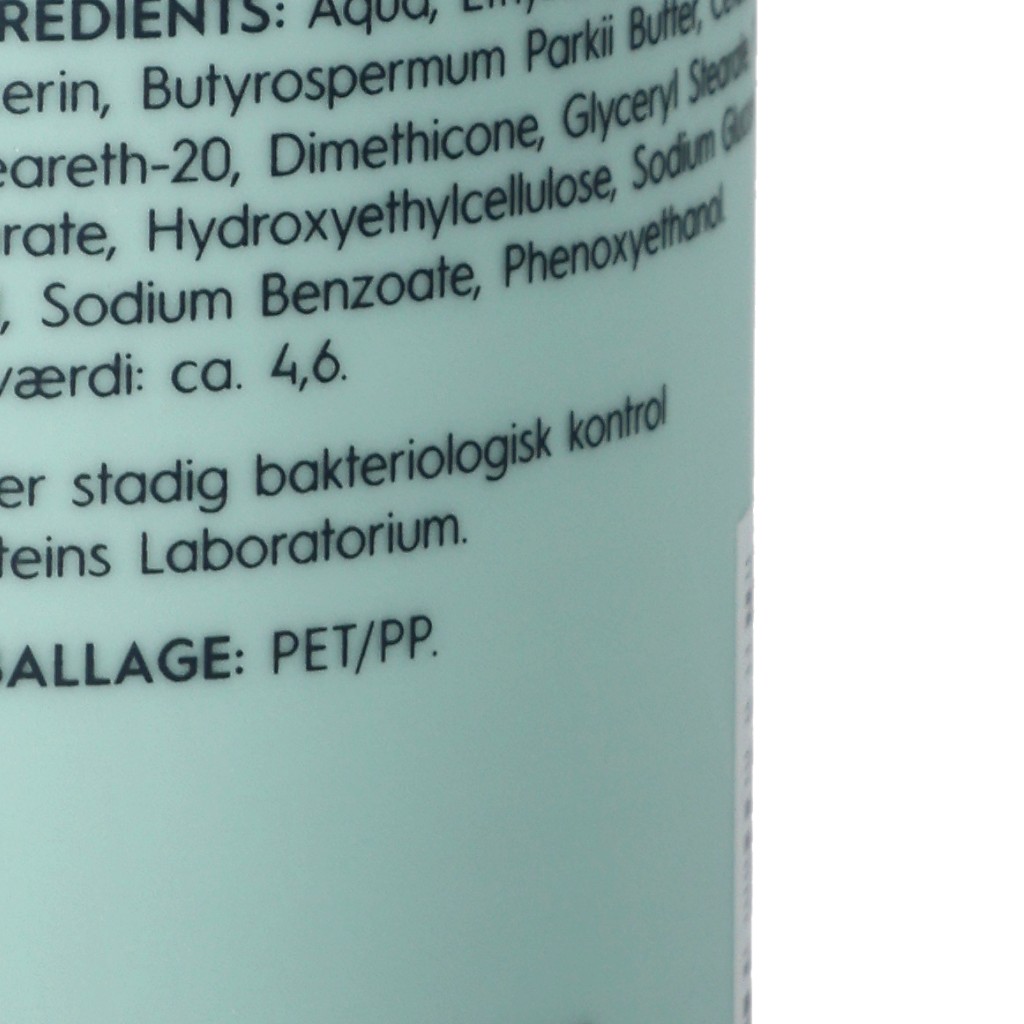 REDIENTS: Aqua,
erin, Butyrospermum Parkii Butter,
eareth-20, Dimethicone, Glyceryl Stearate
rate, Hydroxyethylcellulose, Sodium
, Sodium Benzoate, Phenoxyethanol.
værdi: ca. 4,6.
er stadig bakteriologisk kontrol
teins Laboratorium.
BALLAGE: PET/PP.